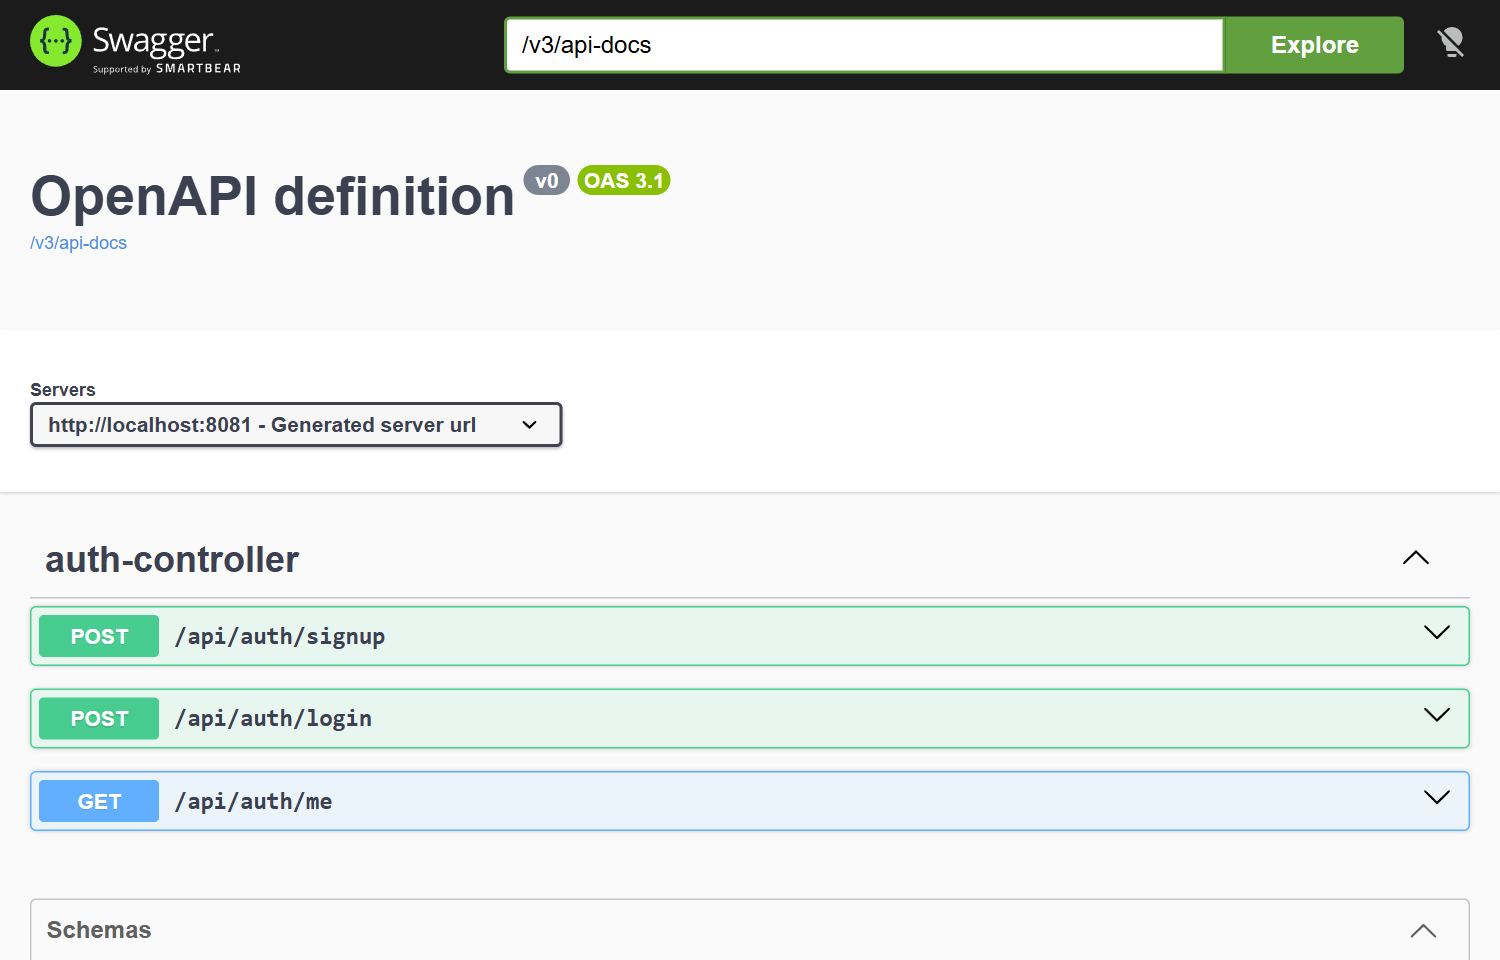 {···} Swagger™
Supported by SMARTBEAR
/v3/api-docs
Explore
OpenAPI definition v0 OAS 3.1
/v3/api-docs
Servers
http://localhost:8081 - Generated server url
auth-controller
POST /api/auth/signup
POST /api/auth/login
GET /api/auth/me
Schemas